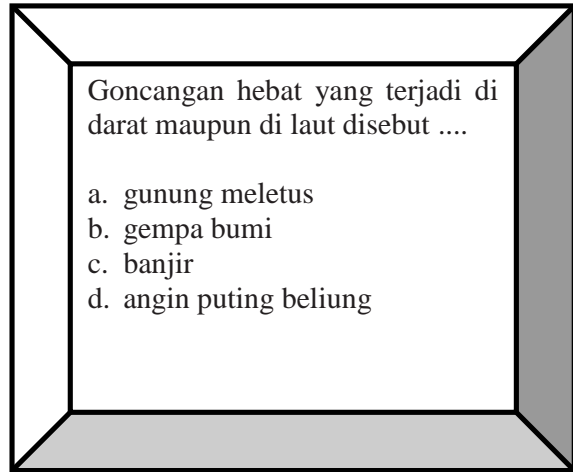 Goncangan hebat yang terjadi di
darat maupun di laut disebut ....
a. gunung meletus
b. gempa bumi
c. banjir
d. angin puting beliung